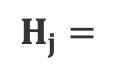 H_j =